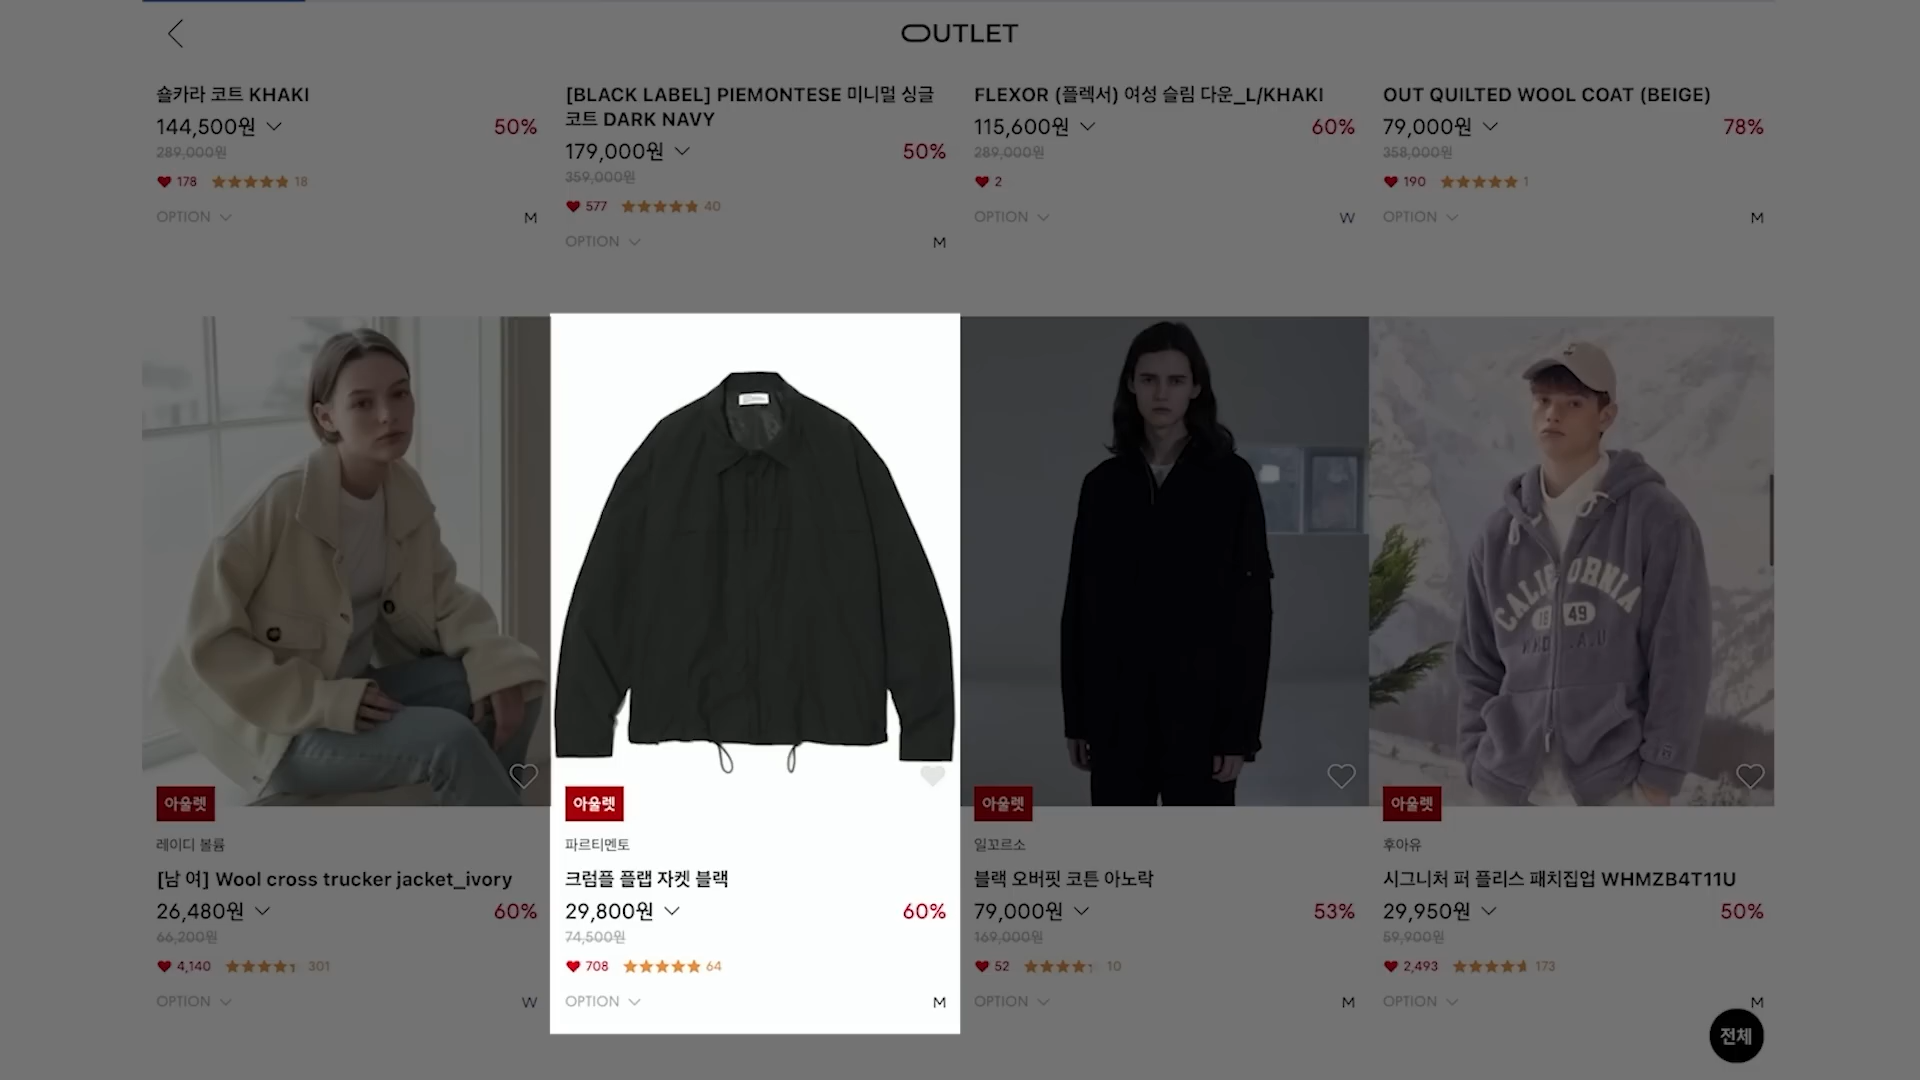 OUTLET
숄카라 코트 KHAKI
144,500원
50%
289,000원
178
18
OPTION
M
[BLACK LABEL] PIEMONTESE 미니멀 싱글
코트 DARK NAVY
179,000원
50%
359,000원
577
40
OPTION
M
FLEXOR (플렉서) 여성 슬림 다운_L/KHAKI
115,600원
60%
289,000원
2
OPTION
W
OUT QUILTED WOOL COAT (BEIGE)
79,000원
78%
358,000원
190
1
OPTION
M
아울렛
레이디 볼륨
[남 여] Wool cross trucker jacket_ivory
26,480원
60%
66,200원
4,140
301
OPTION
W
아울렛
파르티멘토
크럼플 플랩 자켓 블랙
29,800원
60%
74,500원
708
64
OPTION
M
아울렛
일꼬르소
블랙 오버핏 코튼 아노락
79,000원
53%
169,000원
52
10
OPTION
M
CALIFORNIA
19 49
아울렛
후아유
시그니처 퍼 플리스 패치집업 WHMZB4T11U
29,950원
50%
59,900원
2,493
173
OPTION
M
전체